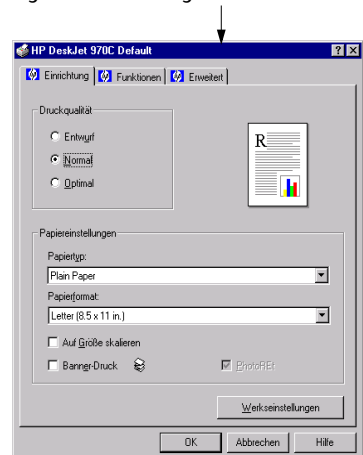 HP DeskJet 970C Default
Einrichtung Funktionen Erweitert
Druckqualität
Entwurf
Normal
Optimal
R
Papiereinstellungen
Papiertyp:
Plain Paper
Papierformat:
Letter (8.5 x 11 in.)
Auf Größe skalieren
Banner-Druck PhotoREt
Werkseinstellungen
OK Abbrechen Hilfe